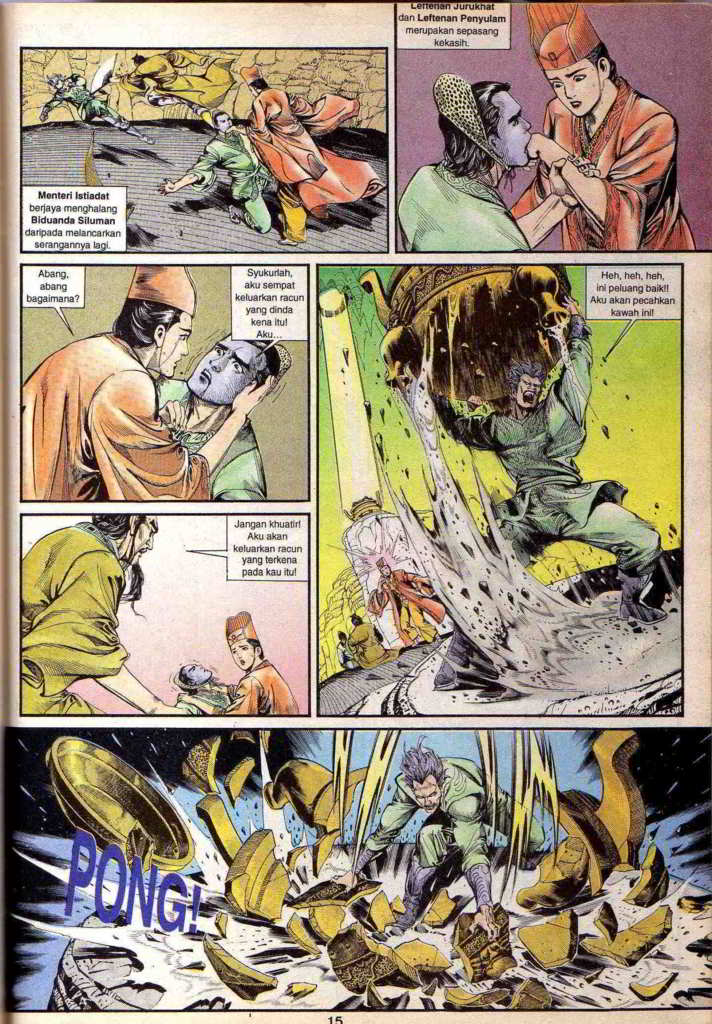 Menteri Istiadat
berjaya menghalang
Biduanda Siluman
daripada melancarkan
serangannya lagi.
Leftenan Jurukhat
dan Leftenan Penyulam
merupakan sepasang
kekasih.
Abang,
abang
bagaimana?
Syukurlah,
aku sempat
keluarkan racun
yang dinda
kena itu!
Aku...
Heh, heh, heh,
ini peluang baik!!
Aku akan pecahkan
kawah ini!
Jangan khuatir!
Aku akan
keluarkan racun
yang terkena
pada kau itu!
PONG!
15